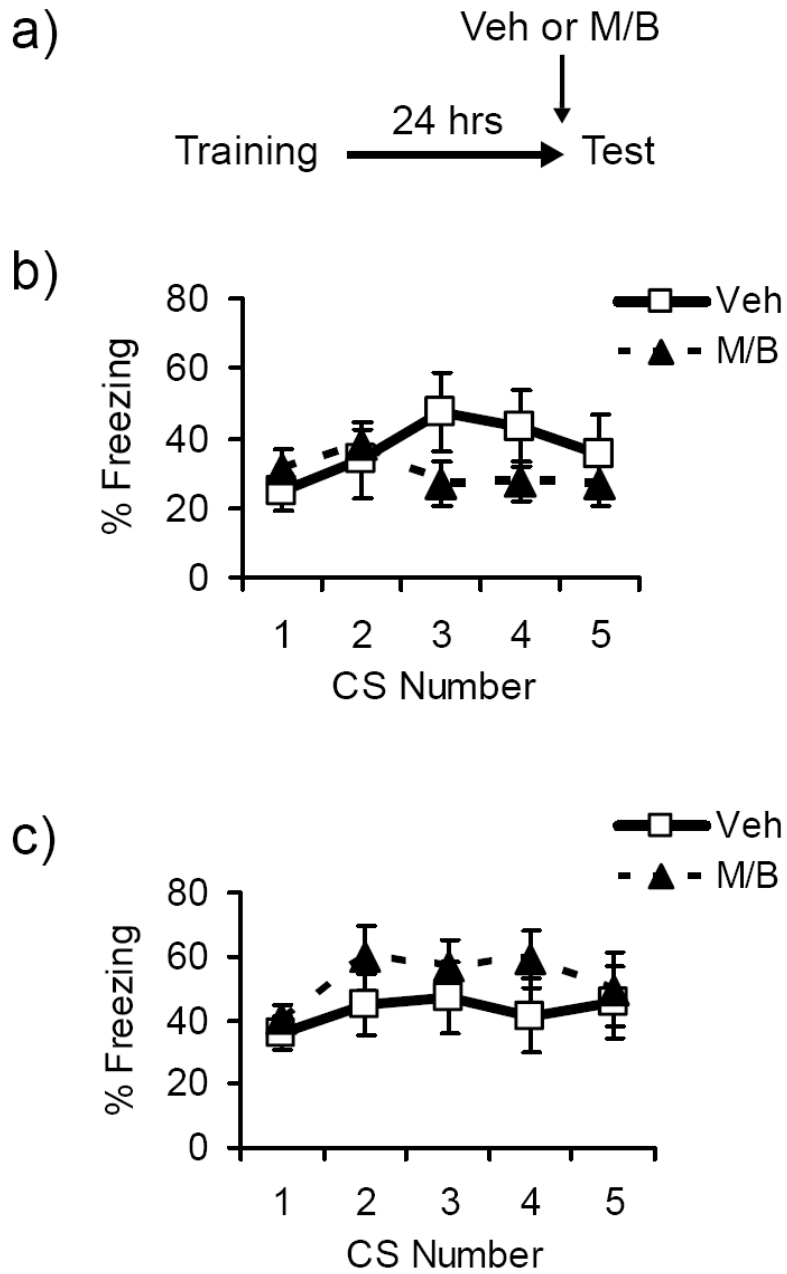 a)
Veh or M/B
24 hrs
Training
Test
b)
Veh
M/B
% Freezing
80
60
40
20
0
1 2 3 4 5
CS Number
c)
Veh
M/B
% Freezing
80
60
40
20
0
1 2 3 4 5
CS Number